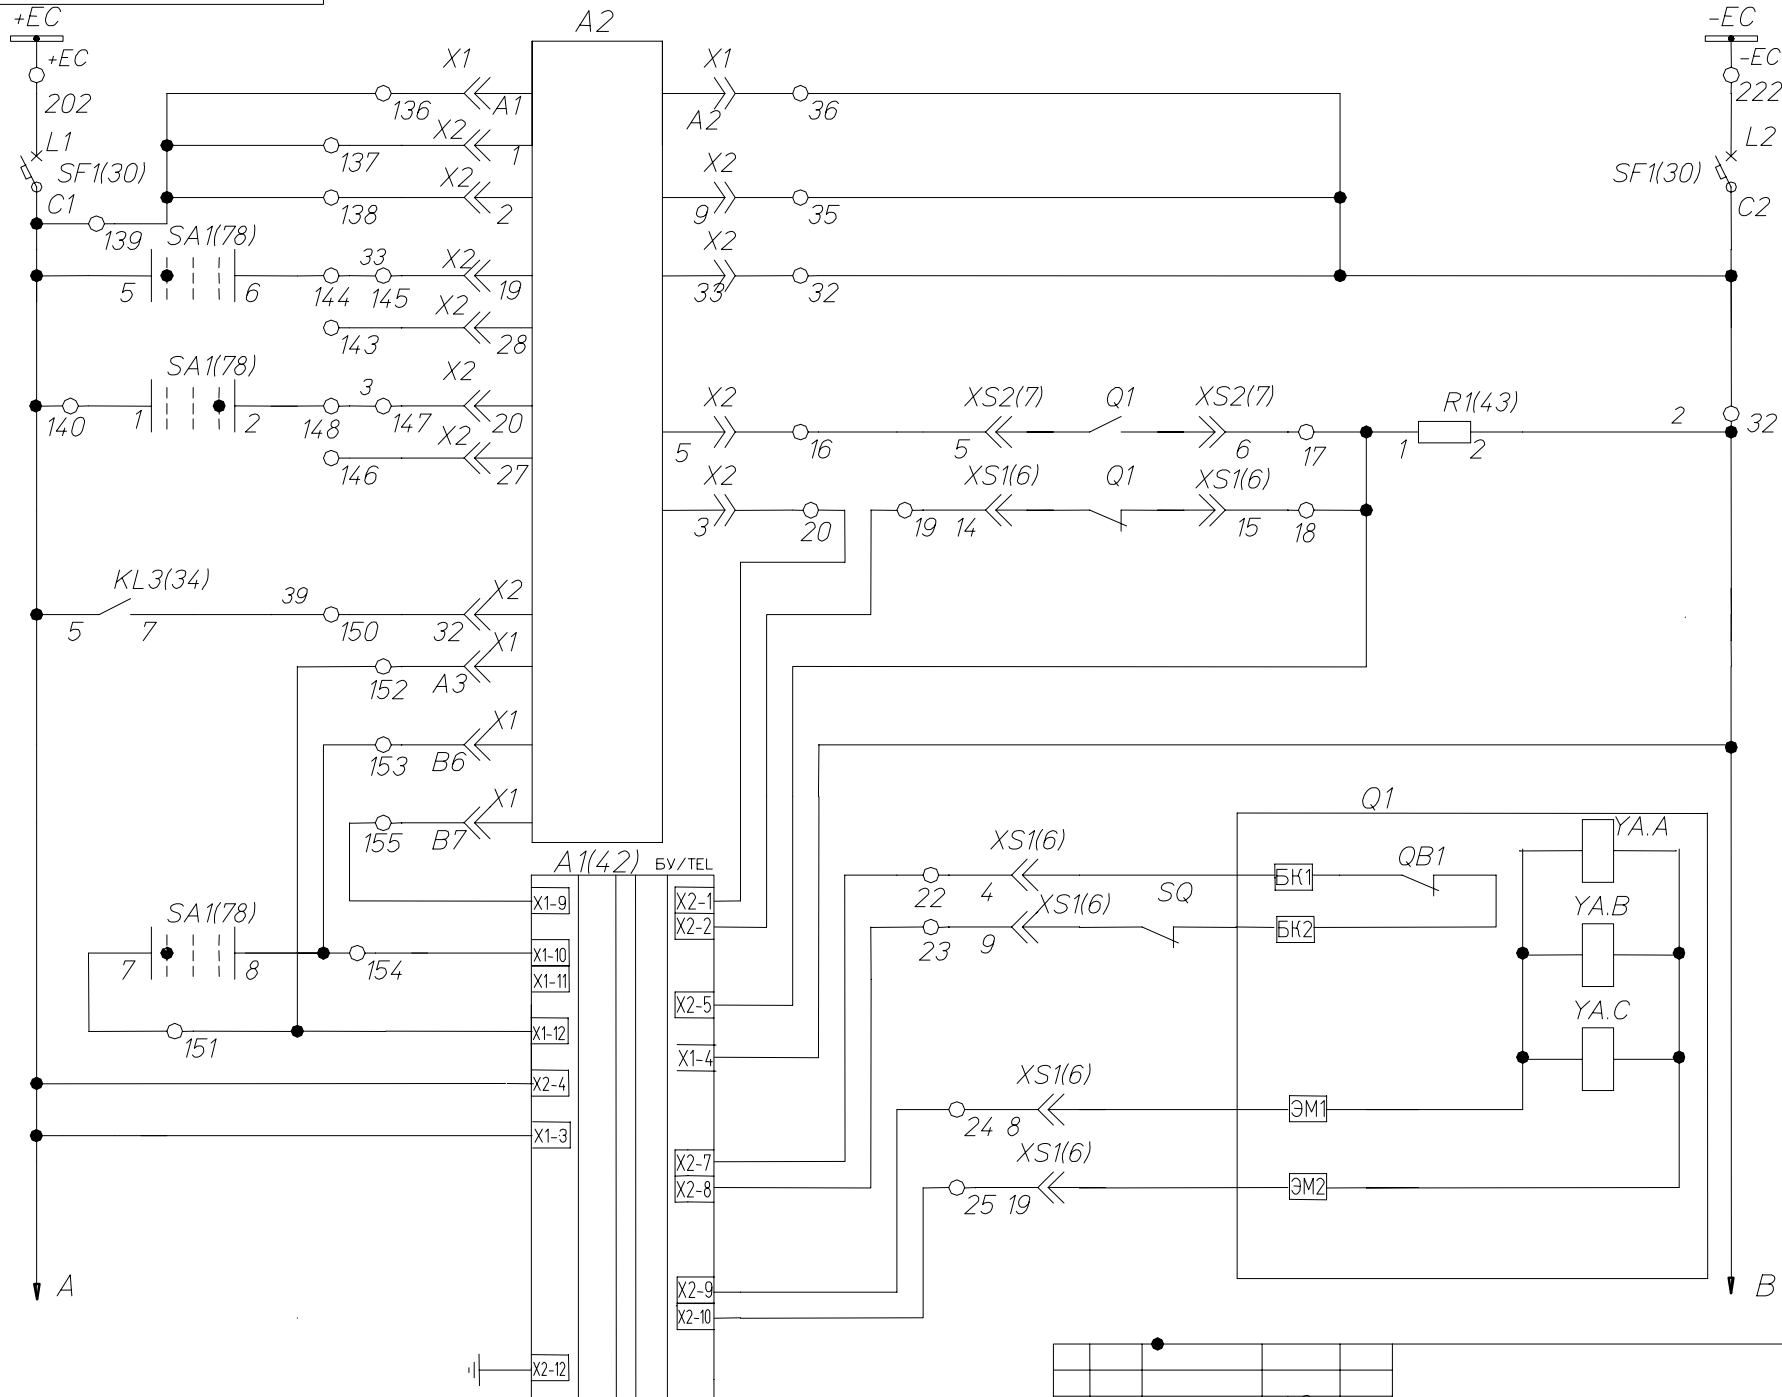 +EC
A2
-EC
+EC
X1
X1
-EC
202
136
A1
A2
36
222
L1
X2
L2
SF1(30)
137
1
X2
SF1(30)
C1
X2
138
2
9
35
C2
139
SA1(78)
33
X2
X2
5
6
144
145
19
33
32
X2
143
28
SA1(78)
3
X2
X2
XS2(7)
Q1
XS2(7)
R1(43)
2
32
140
1
2
148
147
20
5
16
5
6
17
1
2
X2
146
27
X2
XS1(6)
Q1
XS1(6)
3
20
19
14
15
18
KL3(34)
39
X2
5
7
150
32
X1
152
A3
X1
153
B6
X1
Q1
155
B7
XS1(6)
YA.A
A1(42)
БУ/TEL
БК1
QB1
X1-9
X2-1
22
4
XS1(6)
SQ
YA.B
SA1(78)
X2-2
23
9
БК2
7
8
154
X1-10
X1-11
X2-5
YA.C
151
X1-12
X1-4
X2-4
XS1(6)
24
8
ЭМ1
X1-3
XS1(6)
X2-7
X2-8
25
19
ЭМ2
A
X2-9
B
X2-10
X2-12